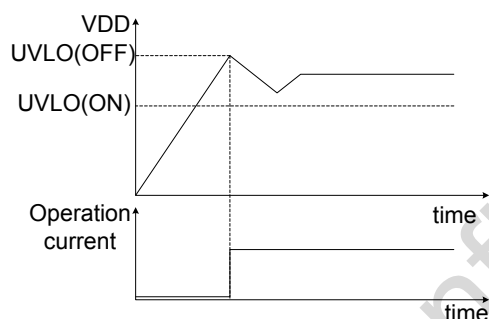 VDD
UVLO(OFF)
UVLO(ON)
Operation
current
time
time